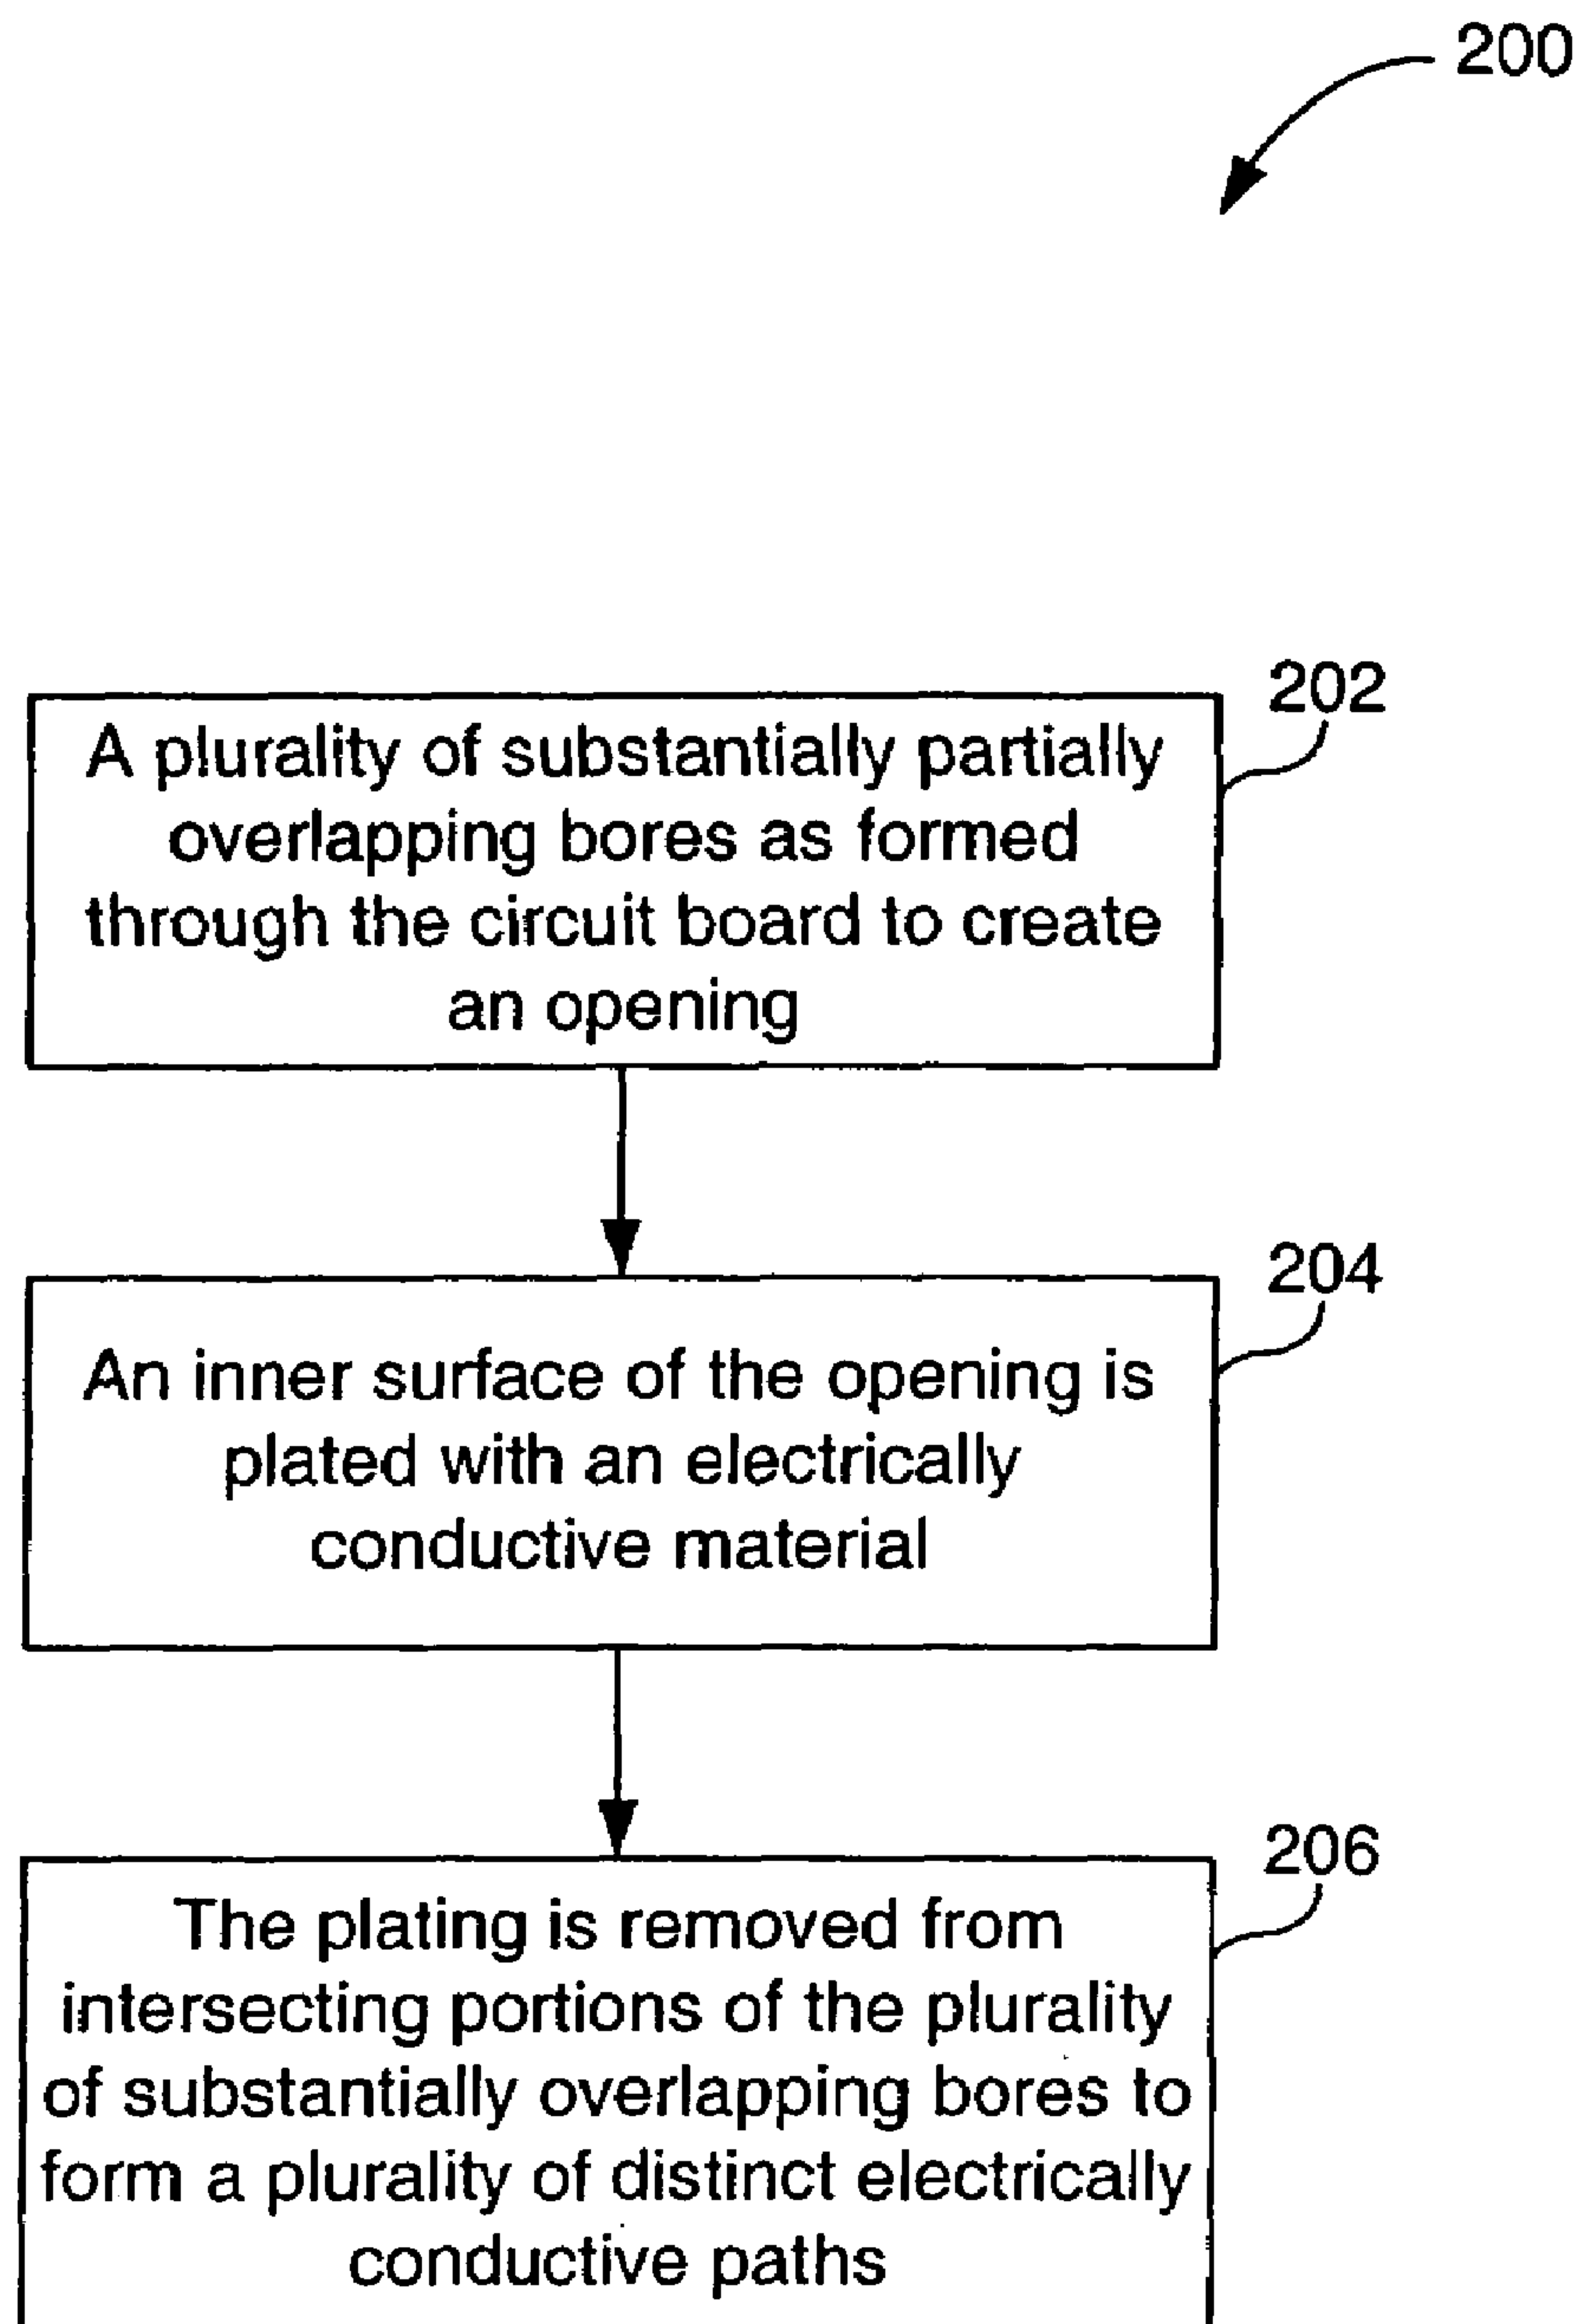 200
202
A plurality of substantially partially
overlapping bores as formed
through the circuit board to create
an opening
204
An inner surface of the opening is
plated with an electrically
conductive material
206
The plating is removed from
intersecting portions of the plurality
of substantially overlapping bores to
form a plurality of distinct electrically
conductive paths